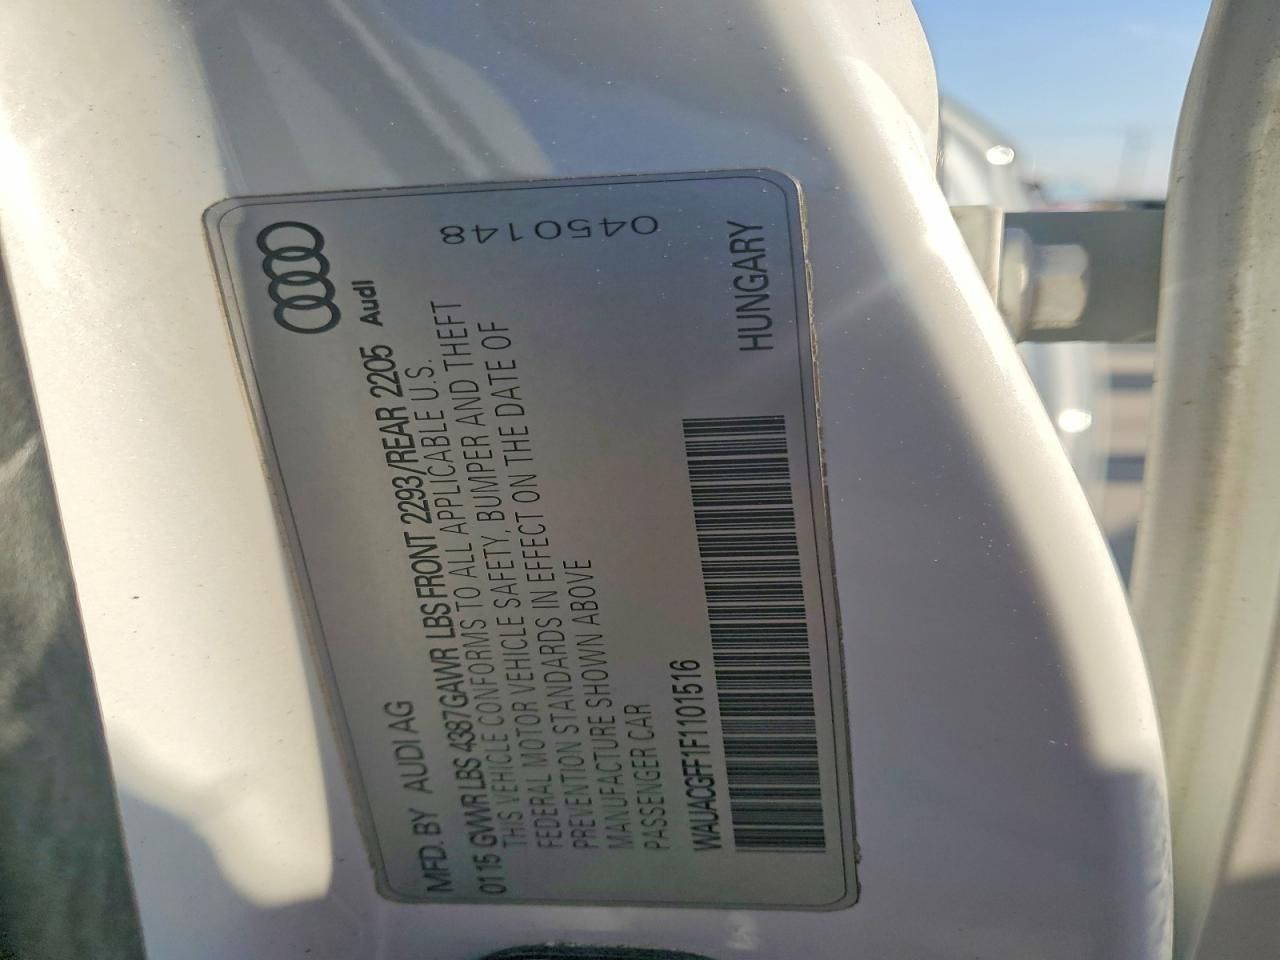 MFD. BY AUDI AG
0115 GVWR LBS 4387 GAWR LBS FRONT 2293/REAR 2205 Audi
THIS VEHICLE CONFORMS TO ALL APPLICABLE U.S.
FEDERAL MOTOR VEHICLE SAFETY, BUMPER AND THEFT
PREVENTION STANDARDS IN EFFECT ON THE DATE OF
MANUFACTURE SHOWN ABOVE
PASSENGER CAR
WAUACGFF1F1101516
HUNGARY
0450148